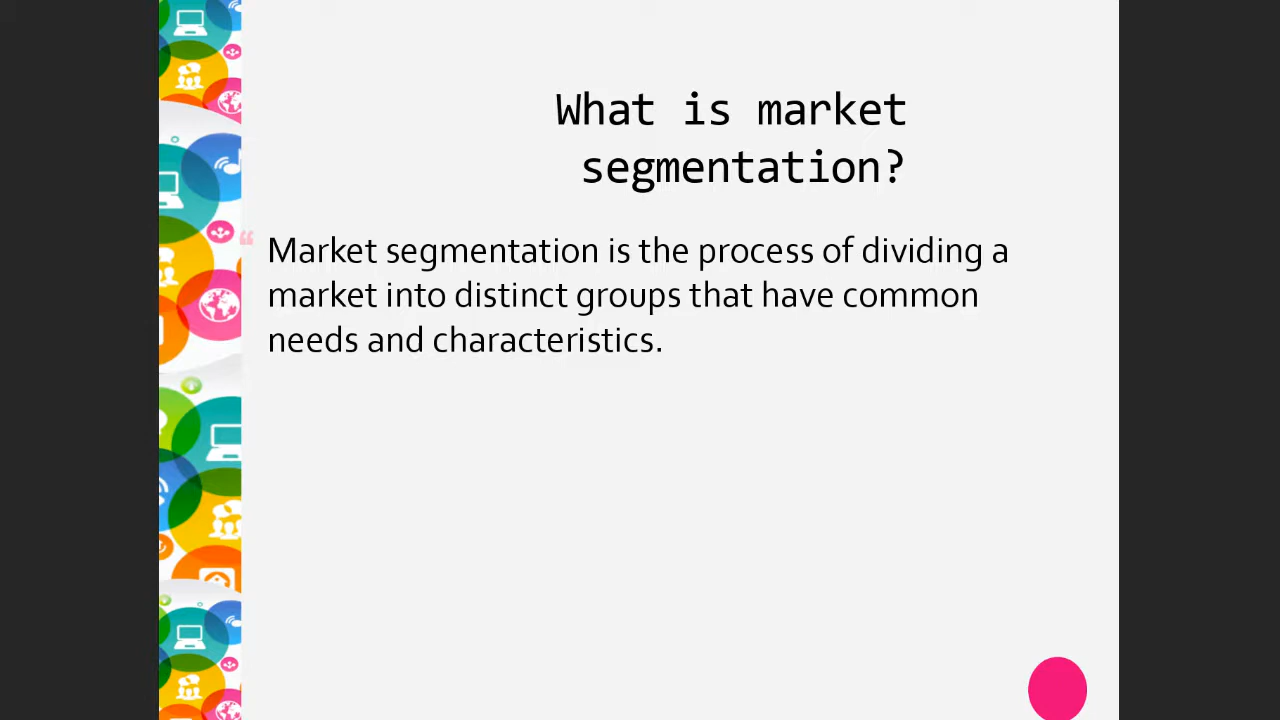 What is market
segmentation?
“ Market segmentation is the process of dividing a
market into distinct groups that have common
needs and characteristics.